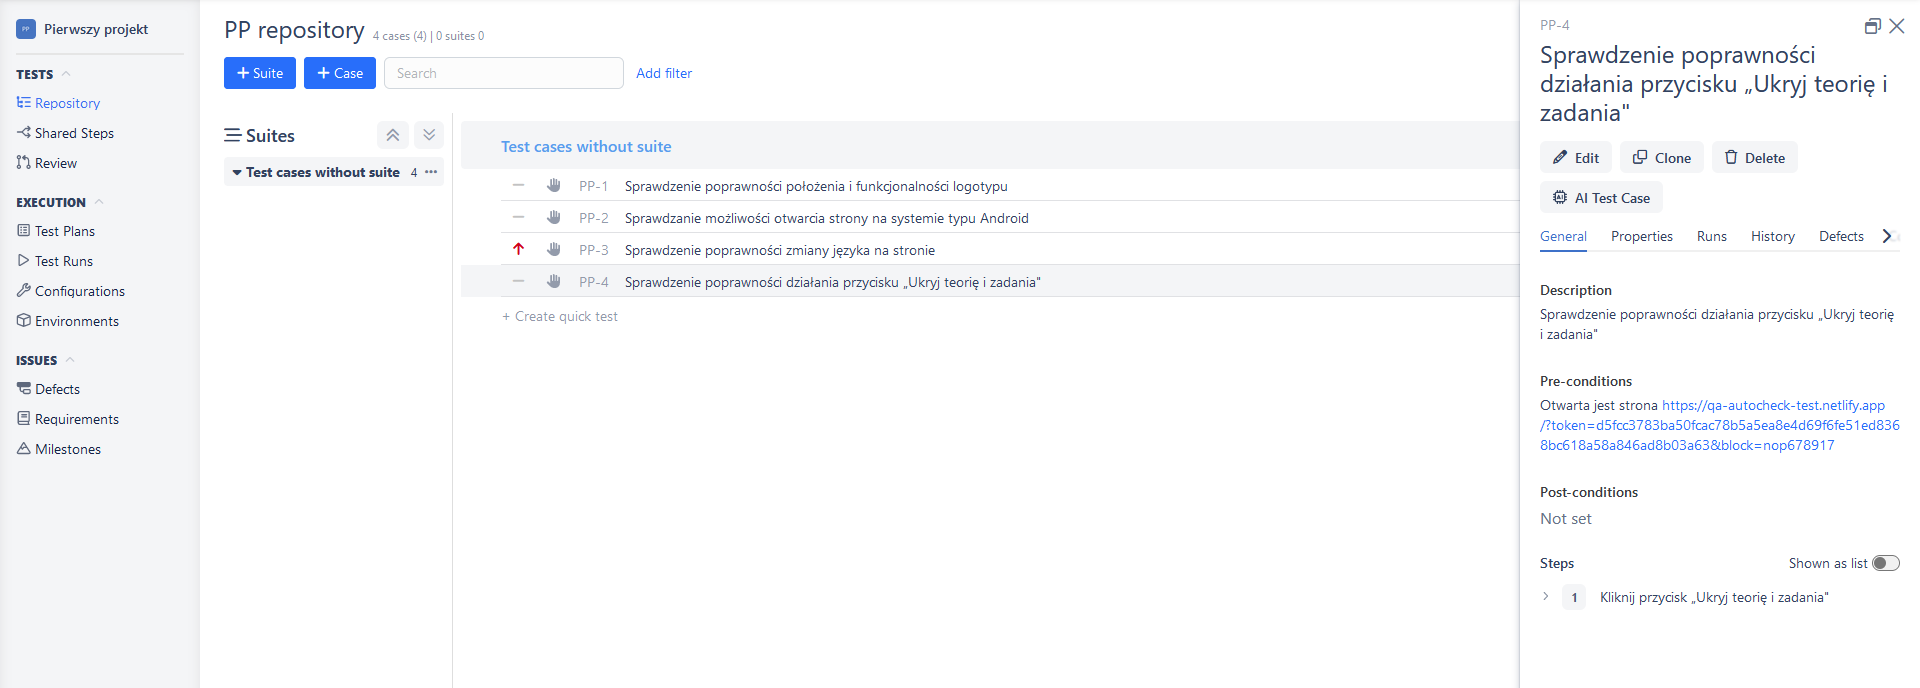 PP Pierwszy projekt
TESTS
Repository
Shared Steps
Review
EXECUTION
Test Plans
Test Runs
Configurations
Environments
ISSUES
Defects
Requirements
Milestones
PP repository 4 cases (4) | 0 suites 0
+ Suite
+ Case
Search
Add filter
Suites
Test cases without suite 4
Test cases without suite
PP-1 Sprawdzenie poprawności położenia i funkcjonalności logotypu
PP-2 Sprawdzanie możliwości otwarcia strony na systemie typu Android
PP-3 Sprawdzenie poprawności zmiany języka na stronie
PP-4 Sprawdzenie poprawności działania przycisku „Ukryj teorię i zadania"
+ Create quick test
PP-4
Sprawdzenie poprawności
działania przycisku „Ukryj teorię i
zadania"
Edit
Clone
Delete
AI Test Case
General Properties Runs History Defects
Description
Sprawdzenie poprawności działania przycisku „Ukryj teorię
i zadania"
Pre-conditions
Otwarta jest strona https://qa-autocheck-test.netlify.app
/?token=d5fcc3783ba50fcac78b5a5ea8e4d69f6fe51ed836
8bc618a58a846ad8b03a63&block=nop678917
Post-conditions
Not set
Steps
Shown as list
1 Kliknij przycisk „Ukryj teorię i zadania"